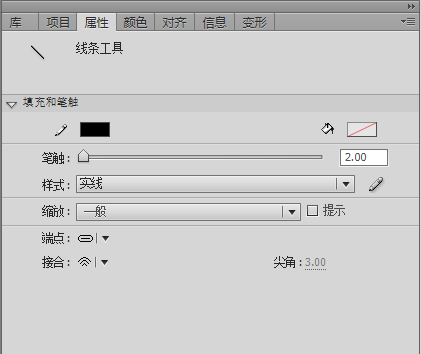 库 项目 属性 颜色 对齐 信息 变形
线条工具
填充和笔触
笔触： 2.00
样式： 实线
缩放： 一般 提示
端点：
接合： 尖角：3.00